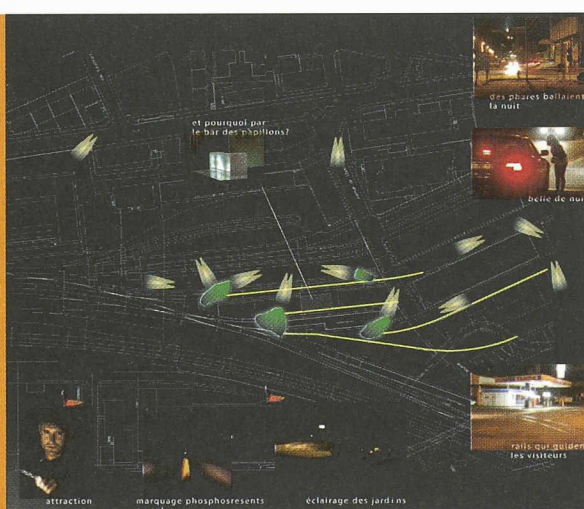 des phares ballaient
la nuit
et pourquoi par
le bar des papillons?
belle de nuit
rails qui guident
les visiteurs
attraction
marquage phosphosresents
éclairage des jardins